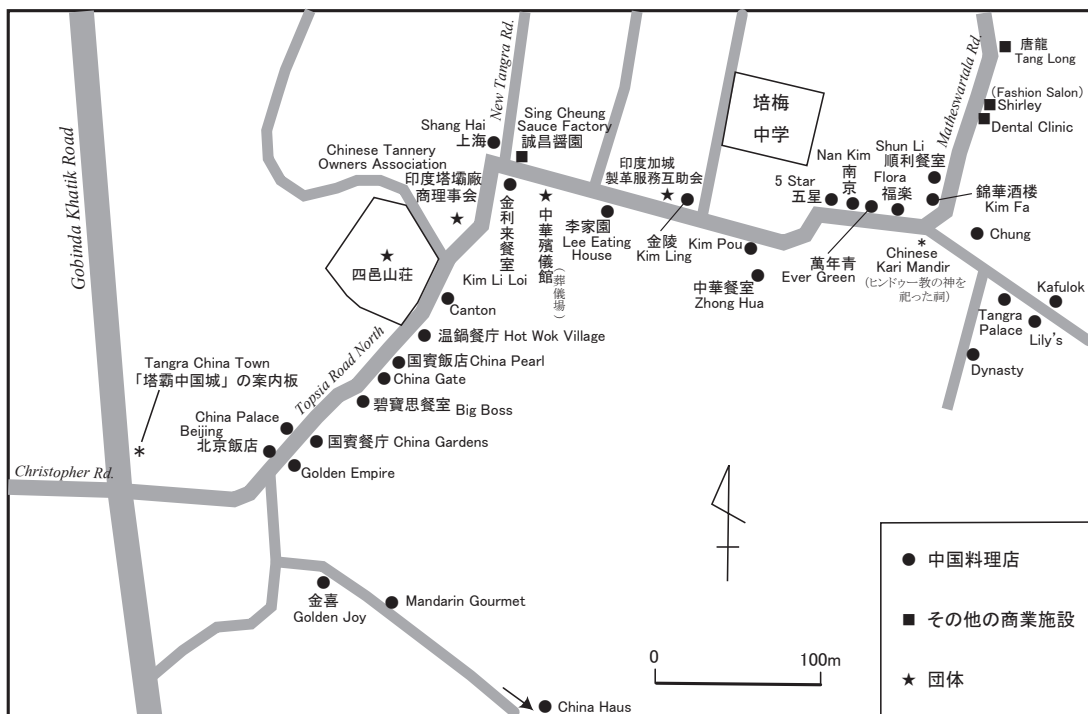 Gobinda Khatik Road
New Tangra Rd.
Matheswartala Rd.
唐龍
Tang Long
(Fashion Salon)
Shirley
Dental Clinic
Shang Hai
上海
Sing Cheung
Sauce Factory
誠昌醤園
培梅
中学
Shun Li
順利餐室
Nan Kim
南京
Flora
福楽
5 Star
五星
錦華酒楼
Kim Fa
Chinese Tannery
Owners Association
印度塔壩廠
商理事会
印度加城
製革服務互助会
四邑山荘
金利来餐室
Kim Li Loi
中華殯儀館
(葬儀場)
李家園
Lee Eating
House
金陵
Kim Ling
Kim Pou
中華餐室
Zhong Hua
萬年青
Ever Green
Chinese
Kari Mandir
(ヒンドゥー教の神を
祀った祠)
Chung
Kafulok
Tangra
Palace
Lily's
Dynasty
Canton
温鍋餐庁 Hot Wok Village
国賓飯店 China Pearl
China Gate
碧寶思餐室 Big Boss
Topsia Road North
Tangra China Town
「塔霸中国城」の案内板
China Palace
Beijing
北京飯店
国賓餐庁 China Gardens
Golden Empire
Christopher Rd.
金喜
Golden Joy
Mandarin Gourmet
China Haus
0
100m
中国料理店
その他の商業施設
団体